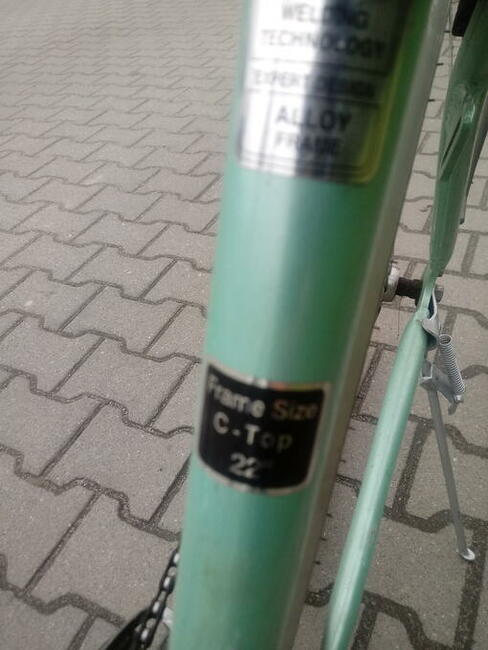 WELDING
TECHNOLOGY
EXPERT DESIGN
ALLOY
FRAME
Frame Size
C-Top
22"